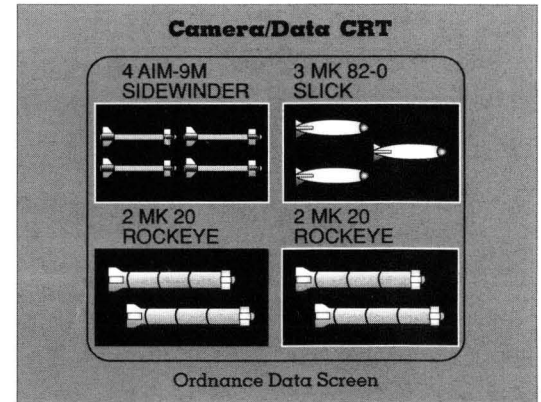 Camera/Data CRT
4 AIM-9M
SIDEWINDER
3 MK 82-0
SLICK
2 MK 20
ROCKEYE
2 MK 20
ROCKEYE
Ordnance Data Screen